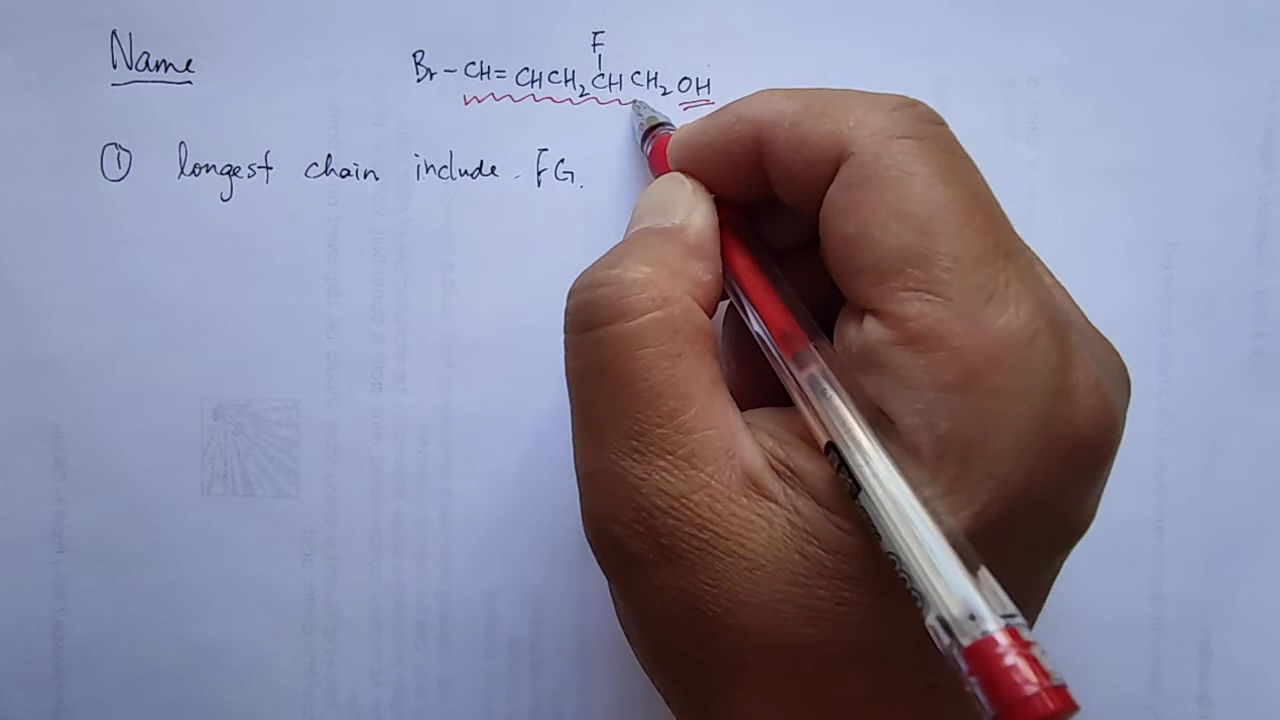 Name
F
Br-CH=CHCH₂CHCH₂OH
① longest chain include FG.